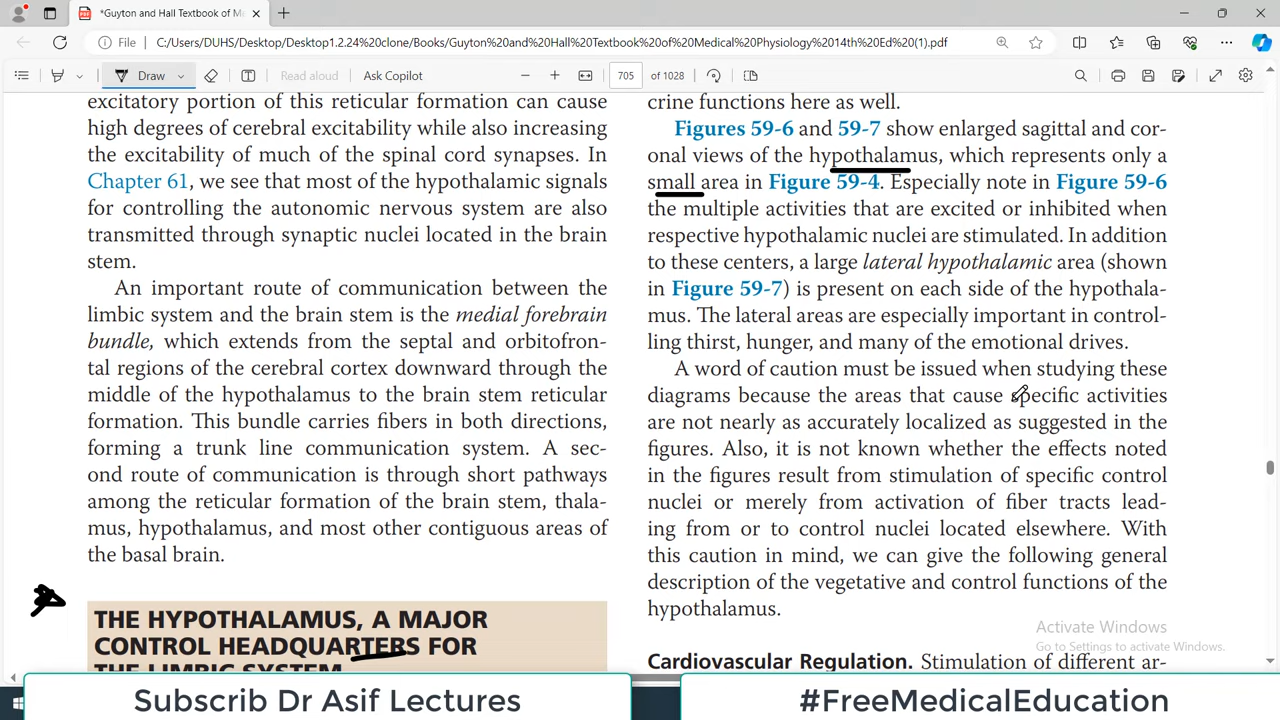 *Guyton and Hall Textbook of Me
File
C:/Users/DUHS/Desktop/Desktop1.2.24%20clone/Books/Guyton%20and%20Hall%20Textbook%20of%20Medical%20Physiology%2014th%20Ed%20(1).pdf
Draw
Read aloud
Ask Copilot
705 of 1028
excitatory portion of this reticular formation can cause
high degrees of cerebral excitability while also increasing
the excitability of much of the spinal cord synapses. In
Chapter 61, we see that most of the hypothalamic signals
for controlling the autonomic nervous system are also
transmitted through synaptic nuclei located in the brain
stem.
An important route of communication between the
limbic system and the brain stem is the medial forebrain
bundle, which extends from the septal and orbitofron-
tal regions of the cerebral cortex downward through the
middle of the hypothalamus to the brain stem reticular
formation. This bundle carries fibers in both directions,
forming a trunk line communication system. A sec-
ond route of communication is through short pathways
among the reticular formation of the brain stem, thala-
mus, hypothalamus, and most other contiguous areas of
the basal brain.
THE HYPOTHALAMUS, A MAJOR
CONTROL HEADQUARTERS FOR
THE LIMBIC SYSTEM
crine functions here as well.
Figures 59-6 and 59-7 show enlarged sagittal and cor-
onal views of the hypothalamus, which represents only a
small area in Figure 59-4. Especially note in Figure 59-6
the multiple activities that are excited or inhibited when
respective hypothalamic nuclei are stimulated. In addition
to these centers, a large lateral hypothalamic area (shown
in Figure 59-7) is present on each side of the hypothala-
mus. The lateral areas are especially important in control-
ling thirst, hunger, and many of the emotional drives.
A word of caution must be issued when studying these
diagrams because the areas that cause specific activities
are not nearly as accurately localized as suggested in the
figures. Also, it is not known whether the effects noted
in the figures result from stimulation of specific control
nuclei or merely from activation of fiber tracts lead-
ing from or to control nuclei located elsewhere. With
this caution in mind, we can give the following general
description of the vegetative and control functions of the
hypothalamus.
Cardiovascular Regulation. Stimulation of different ar-
Activate Windows
Go to Settings to activate Windows.
Subscrib Dr Asif Lectures
#FreeMedicalEducation